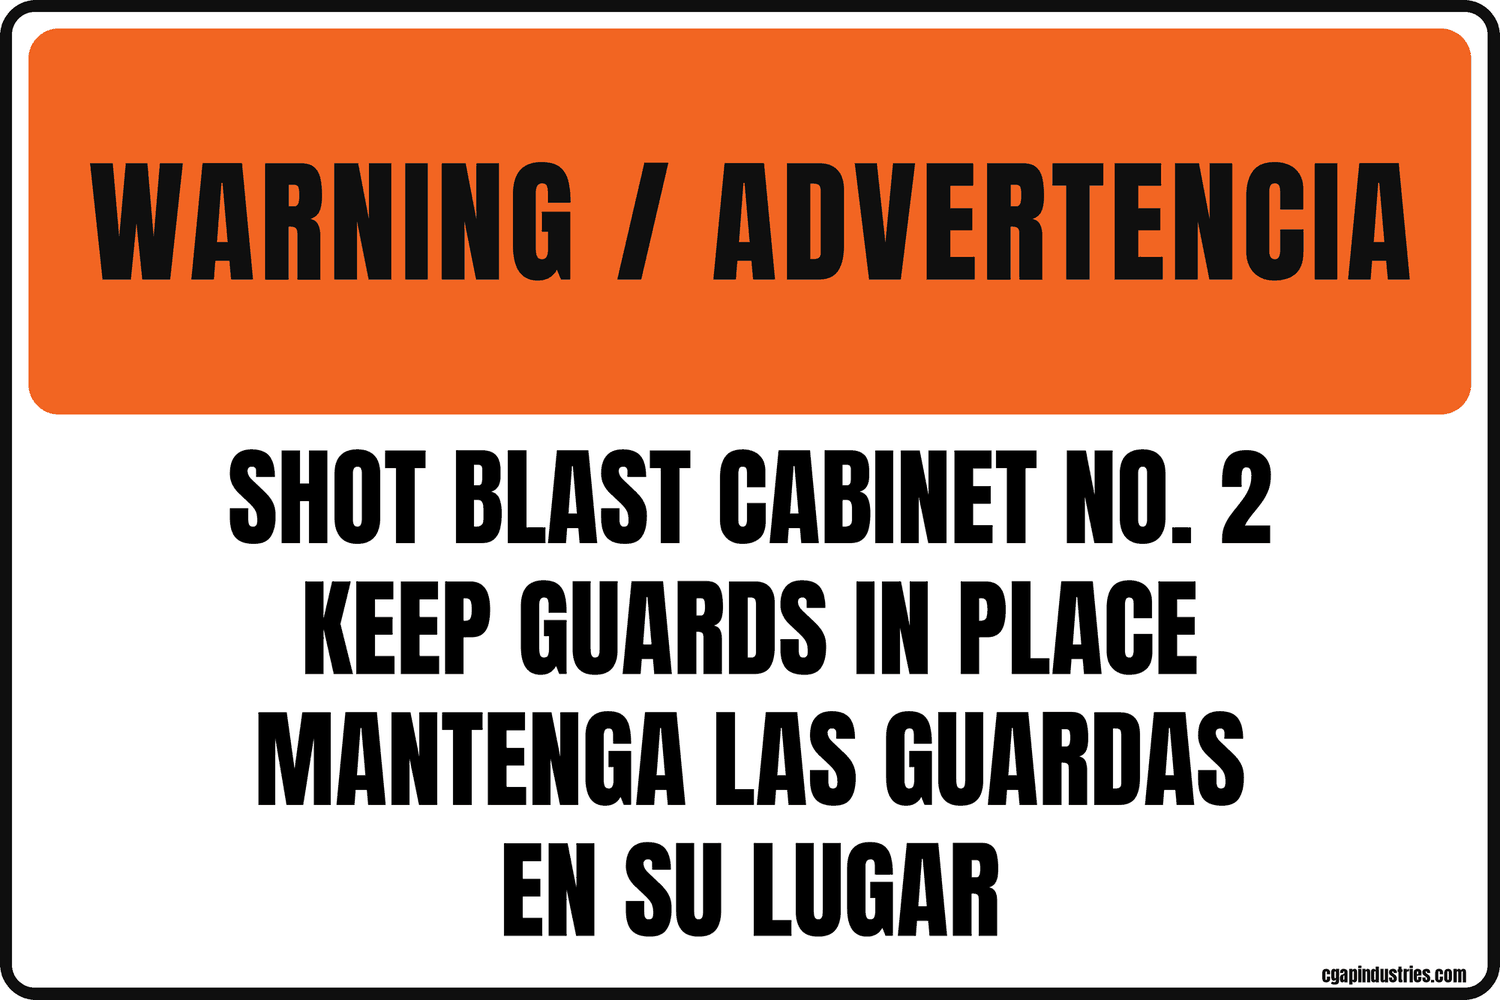 WARNING / ADVERTENCIA
SHOT BLAST CABINET NO. 2
KEEP GUARDS IN PLACE
MANTENGA LAS GUARDAS
EN SU LUGAR
cgapindustries.com